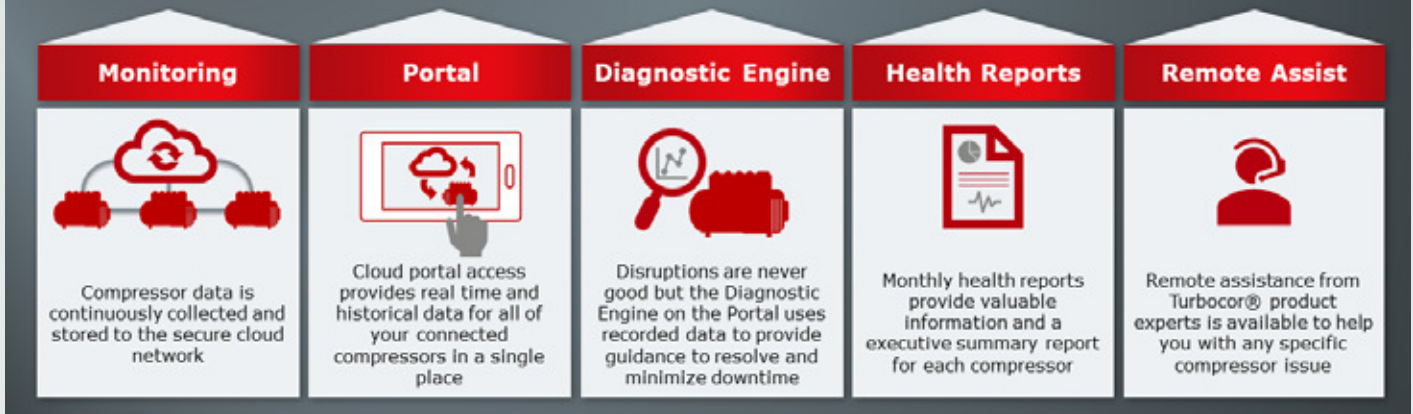 Monitoring
Compressor data is
continuously collected and
stored to the secure cloud
network
Portal
Cloud portal access
provides real time and
historical data for all of
your connected
compressors in a single
place
Diagnostic Engine
Disruptions are never
good but the Diagnostic
Engine on the Portal uses
recorded data to provide
guidance to resolve and
minimize downtime
Health Reports
Monthly health reports
provide valuable
information and a
executive summary report
for each compressor
Remote Assist
Remote assistance from
Turbocor® product
experts is available to help
you with any specific
compressor issue